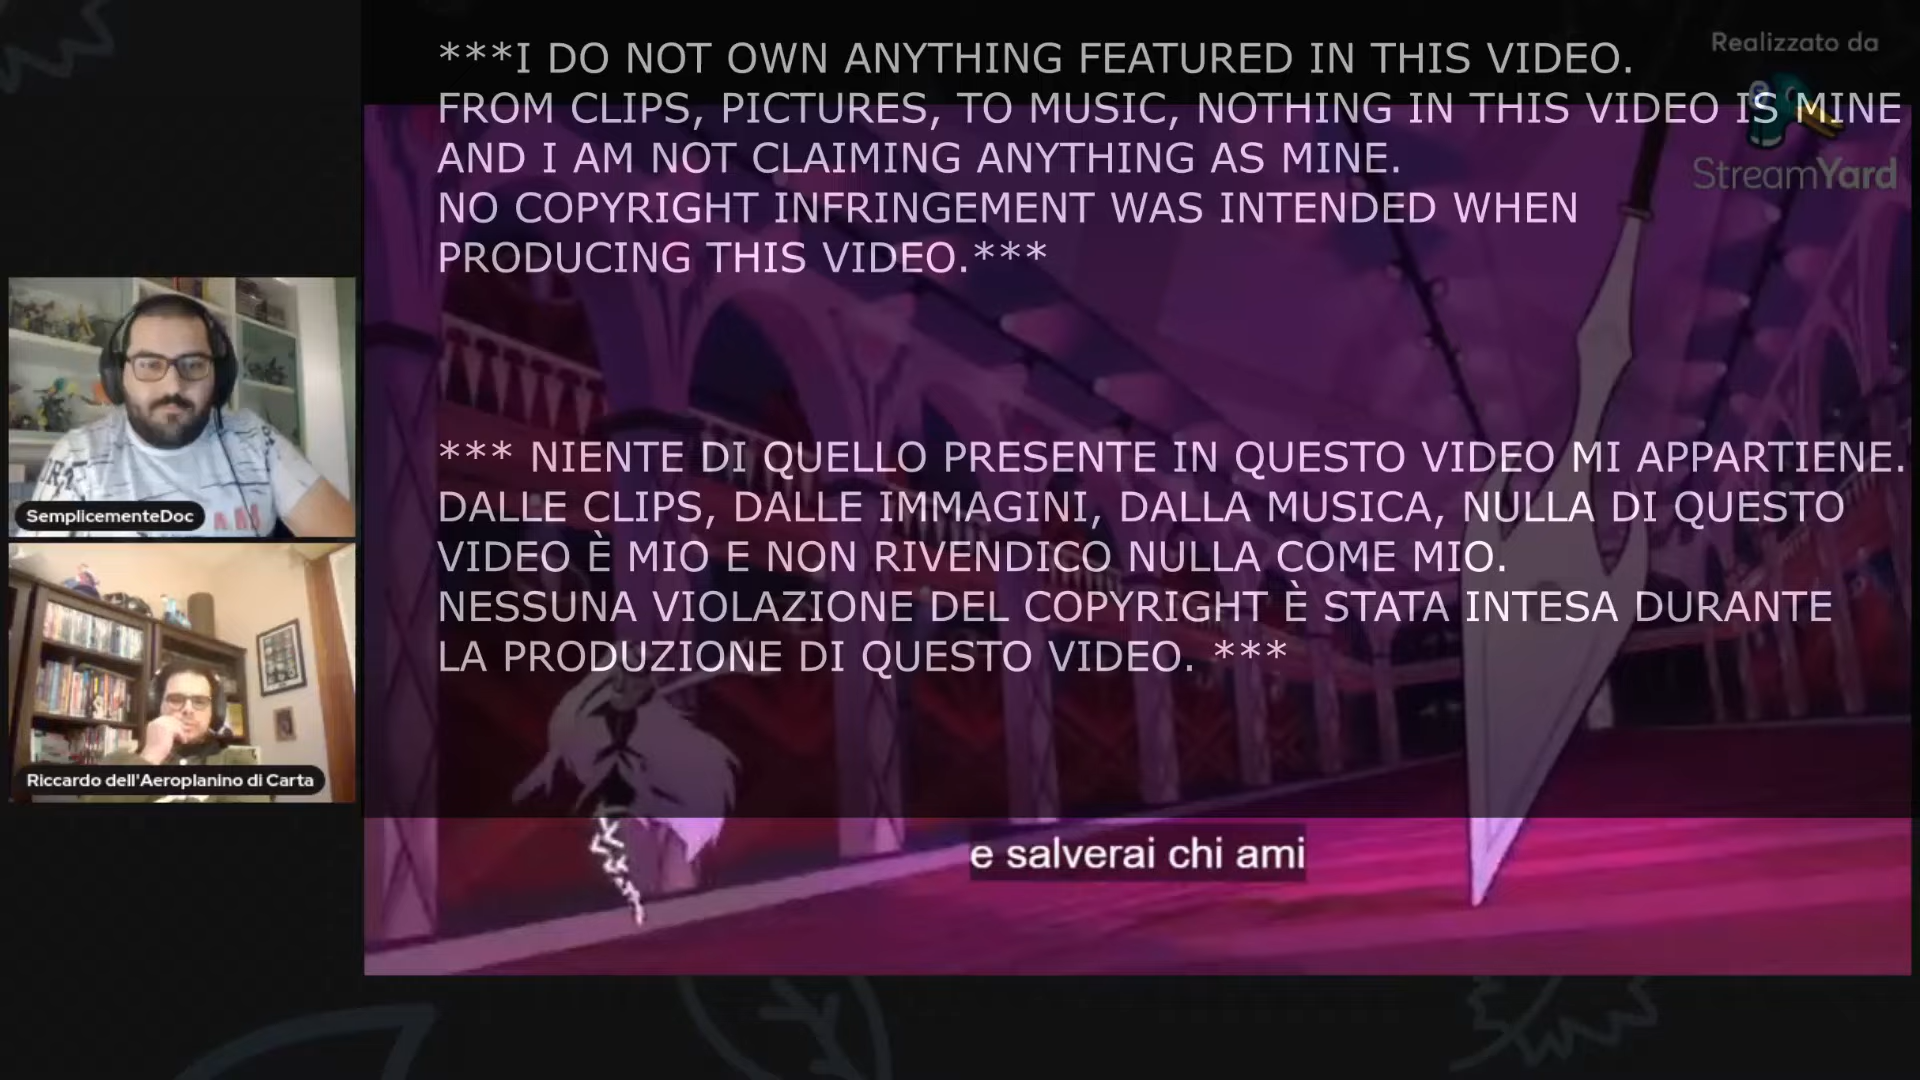 ***I DO NOT OWN ANYTHING FEATURED IN THIS VIDEO.
FROM CLIPS, PICTURES, TO MUSIC, NOTHING IN THIS VIDEO IS MINE
AND I AM NOT CLAIMING ANYTHING AS MINE.
NO COPYRIGHT INFRINGEMENT WAS INTENDED WHEN
PRODUCING THIS VIDEO.***
Realizzato da
StreamYard
*** NIENTE DI QUELLO PRESENTE IN QUESTO VIDEO MI APPARTIENE.
DALLE CLIPS, DALLE IMMAGINI, DALLA MUSICA, NULLA DI QUESTO
VIDEO È MIO E NON RIVENDICO NULLA COME MIO.
NESSUNA VIOLAZIONE DEL COPYRIGHT È STATA INTESA DURANTE
LA PRODUZIONE DI QUESTO VIDEO. ***
SemplicementeDoc
Riccardo dell'Aeroplanino di Carta
e salverai chi ami